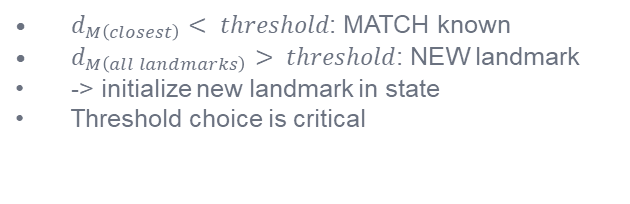 • d_M(closest) < threshold: MATCH known
• d_M(all landmarks) > threshold: NEW landmark
• -> initialize new landmark in state
• Threshold choice is critical